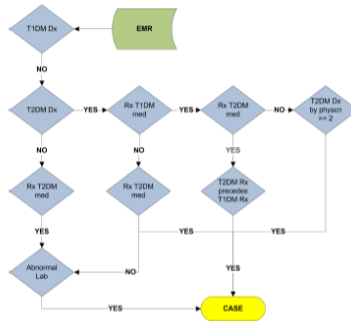 T1DM Dx
EMR
NO
T2DM Dx
YES
Rx T1DM
med
YES
Rx T2DM
med
NO
T2DM Dx
by physcn
>= 2
NO
NO
YES
Rx T2DM
med
Rx T2DM
med
T2DM Rx
precedes
T1DM Rx
YES
YES
YES
Abnormal
Lab
NO
YES
YES
CASE